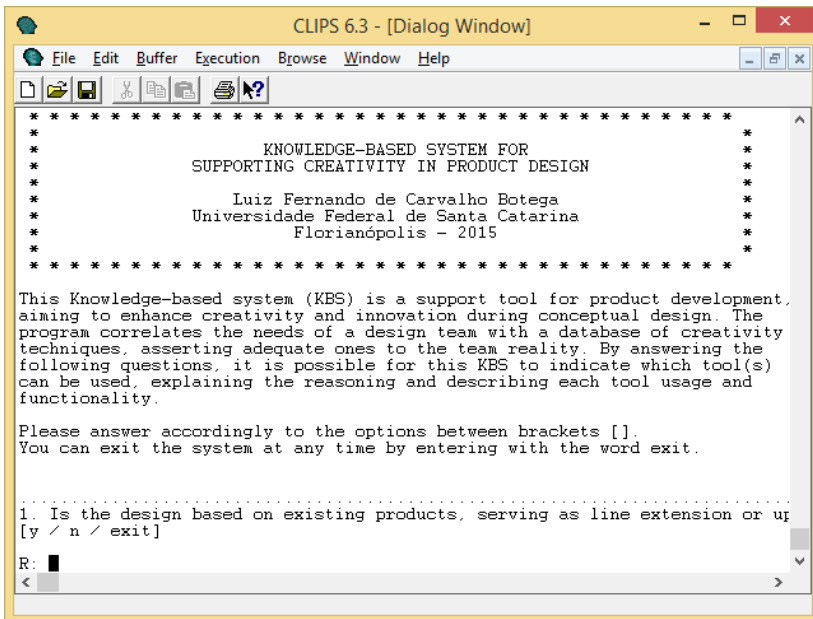 CLIPS 6.3 - [Dialog Window]
File Edit Buffer Execution Browse Window Help
* * * * * * * * * * * * * * * * * * * * * * * * * * * * * * * * * * *
* *
* KNOWLEDGE-BASED SYSTEM FOR *
* SUPPORTING CREATIVITY IN PRODUCT DESIGN *
* *
* Luiz Fernando de Carvalho Botega *
* Universidade Federal de Santa Catarina *
* Florianópolis - 2015 *
* *
* * * * * * * * * * * * * * * * * * * * * * * * * * * * * * * * * * *
This Knowledge-based system (KBS) is a support tool for product development,
aiming to enhance creativity and innovation during conceptual design. The
program correlates the needs of a design team with a database of creativity
techniques, asserting adequate ones to the team reality. By answering the
following questions, it is possible for this KBS to indicate which tool(s)
can be used, explaining the reasoning and describing each tool usage and
functionality.
Please answer accordingly to the options between brackets [].
You can exit the system at any time by entering with the word exit.
1. Is the design based on existing products, serving as line extension or
[y / n / exit]
R: